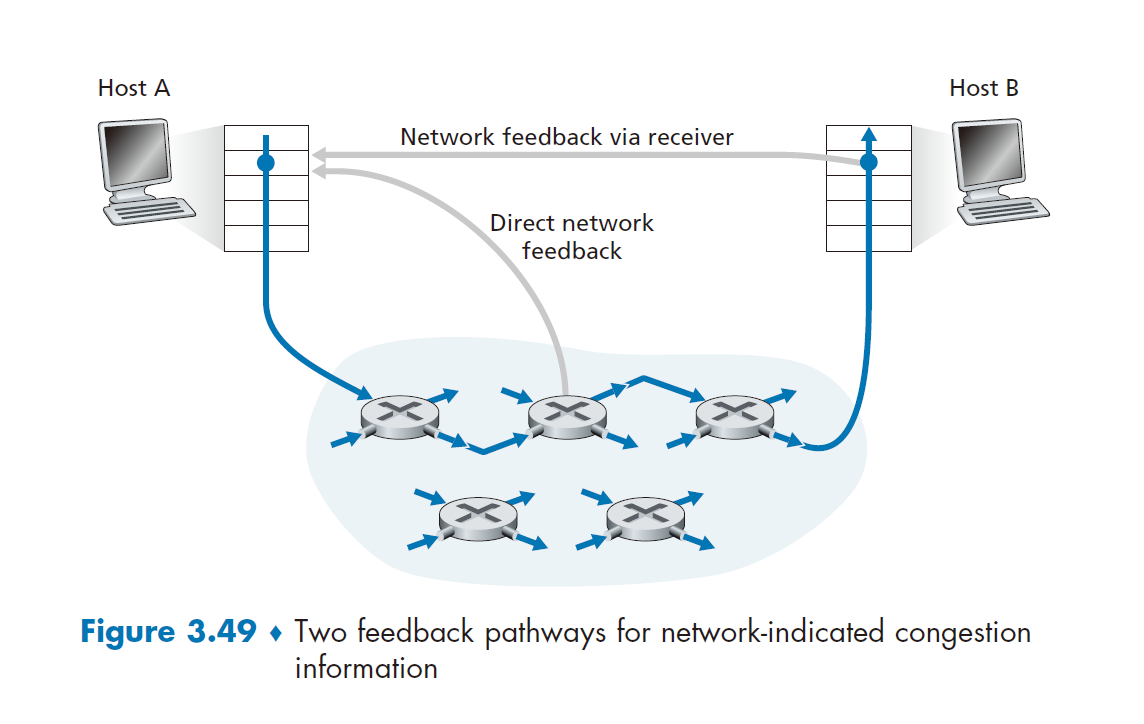 Host A
Host B
Network feedback via receiver
Direct network
feedback
Figure 3.49 ♦ Two feedback pathways for network-indicated congestion
information